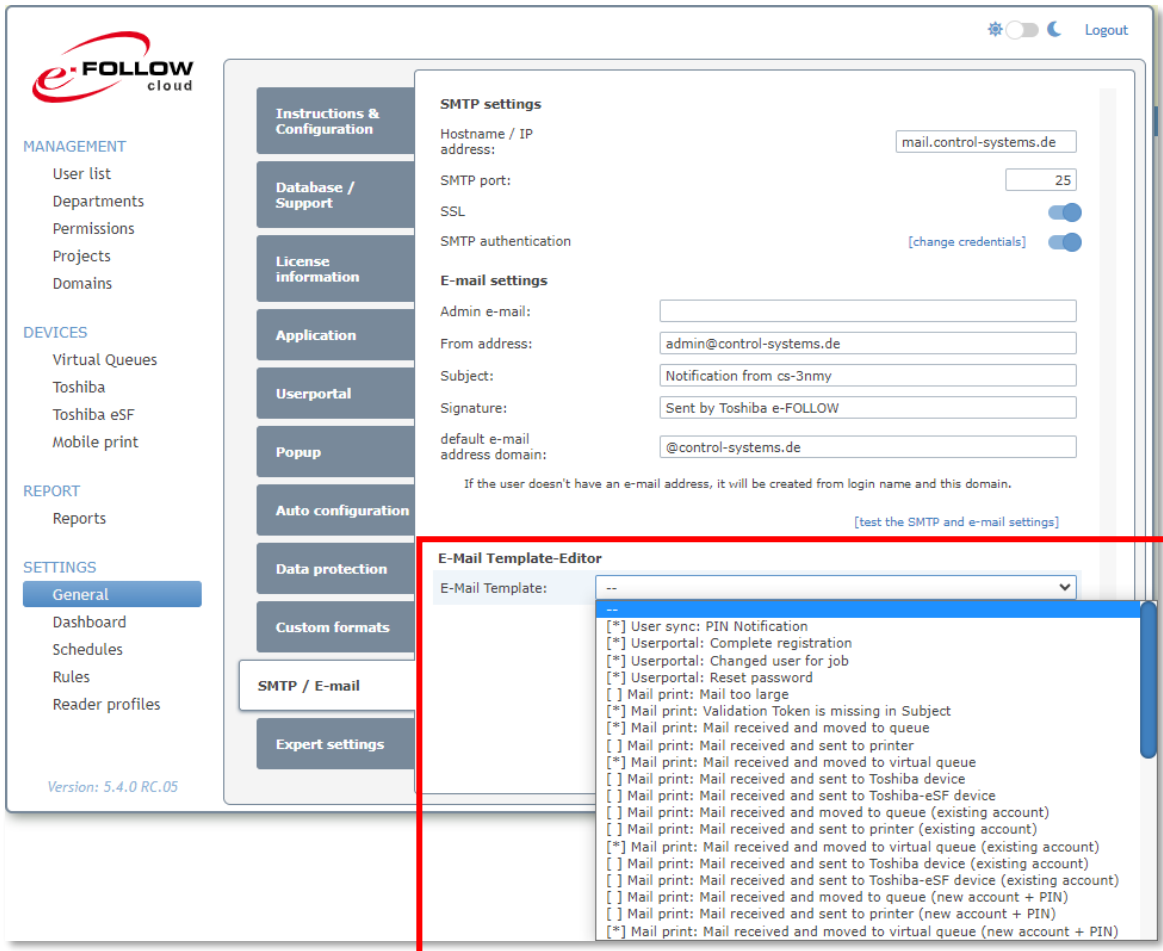 Logout
e·FOLLOW
cloud
MANAGEMENT
User list
Departments
Permissions
Projects
Domains
DEVICES
Virtual Queues
Toshiba
Toshiba eSF
Mobile print
REPORT
Reports
SETTINGS
General
Dashboard
Schedules
Rules
Reader profiles
Version: 5.4.0 RC.05
Instructions &
Configuration
Database /
Support
License
information
Application
Userportal
Popup
Auto configuration
Data protection
Custom formats
SMTP / E-mail
Expert settings
SMTP settings
Hostname / IP
address:
mail.control-systems.de
SMTP port:
25
SSL
SMTP authentication
[change credentials]
E-mail settings
Admin e-mail:
From address:
admin@control-systems.de
Subject:
Notification from cs-3nmy
Signature:
Sent by Toshiba e-FOLLOW
default e-mail
address domain:
@control-systems.de
If the user doesn't have an e-mail address, it will be created from login name and this domain.
[test the SMTP and e-mail settings]
E-Mail Template-Editor
E-Mail Template:
--
--
[*] User sync: PIN Notification
[*] Userportal: Complete registration
[*] Userportal: Changed user for job
[*] Userportal: Reset password
[ ] Mail print: Mail too large
[*] Mail print: Validation Token is missing in Subject
[*] Mail print: Mail received and moved to queue
[ ] Mail print: Mail received and sent to printer
[*] Mail print: Mail received and moved to virtual queue
[ ] Mail print: Mail received and sent to Toshiba device
[ ] Mail print: Mail received and sent to Toshiba-eSF device
[ ] Mail print: Mail received and moved to queue (existing account)
[ ] Mail print: Mail received and sent to printer (existing account)
[*] Mail print: Mail received and moved to virtual queue (existing account)
[ ] Mail print: Mail received and sent to Toshiba device (existing account)
[ ] Mail print: Mail received and sent to Toshiba-eSF device (existing account)
[ ] Mail print: Mail received and moved to queue (new account + PIN)
[ ] Mail print: Mail received and sent to printer (new account + PIN)
[*] Mail print: Mail received and moved to virtual queue (new account + PIN)